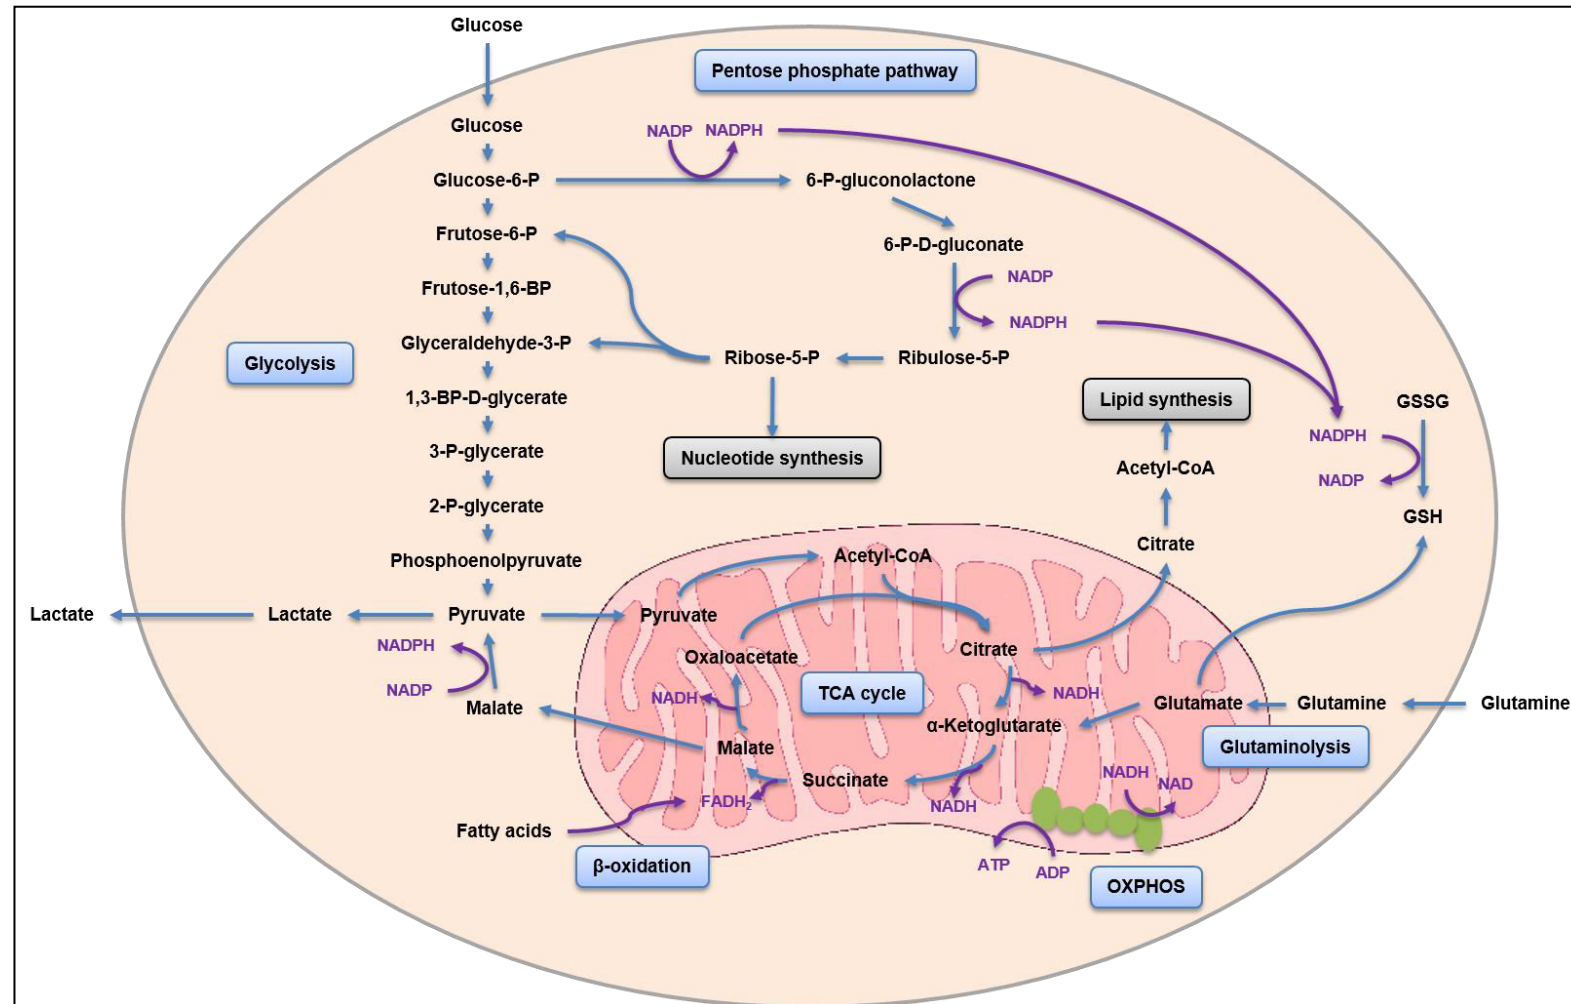 Glucose
Pentose phosphate pathway
Glucose
NADP NADPH
Glucose-6-P
6-P-gluconolactone
Frutose-6-P
6-P-D-gluconate
NADP
Frutose-1,6-BP
NADPH
Glyceraldehyde-3-P
Ribose-5-P
Ribulose-5-P
Glycolysis
1,3-BP-D-glycerate
Lipid synthesis
GSSG
NADPH
3-P-glycerate
Nucleotide synthesis
Acetyl-CoA
NADP
2-P-glycerate
GSH
Citrate
Phosphoenolpyruvate
Acetyl-CoA
Lactate
Lactate
Pyruvate
Pyruvate
NADPH
Oxaloacetate
Citrate
NADP
NADH
TCA cycle
NADH
Malate
Glutamate
Glutamine
Glutamine
α-Ketoglutarate
Glutaminolysis
Malate
Succinate
NADH
NAD
FADH₂
NADH
Fatty acids
β-oxidation
ATP
ADP
OXPHOS